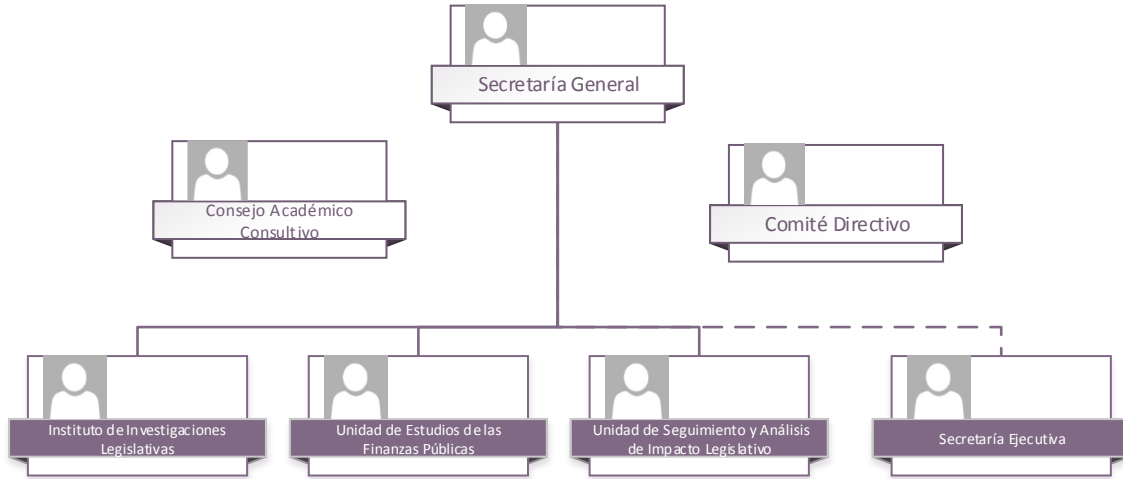 Secretaría General
Consejo Académico
Consultivo
Comité Directivo
Instituto de Investigaciones
Legislativas
Unidad de Estudios de las
Finanzas Públicas
Unidad de Seguimiento y Análisis
de Impacto Legislativo
Secretaría Ejecutiva